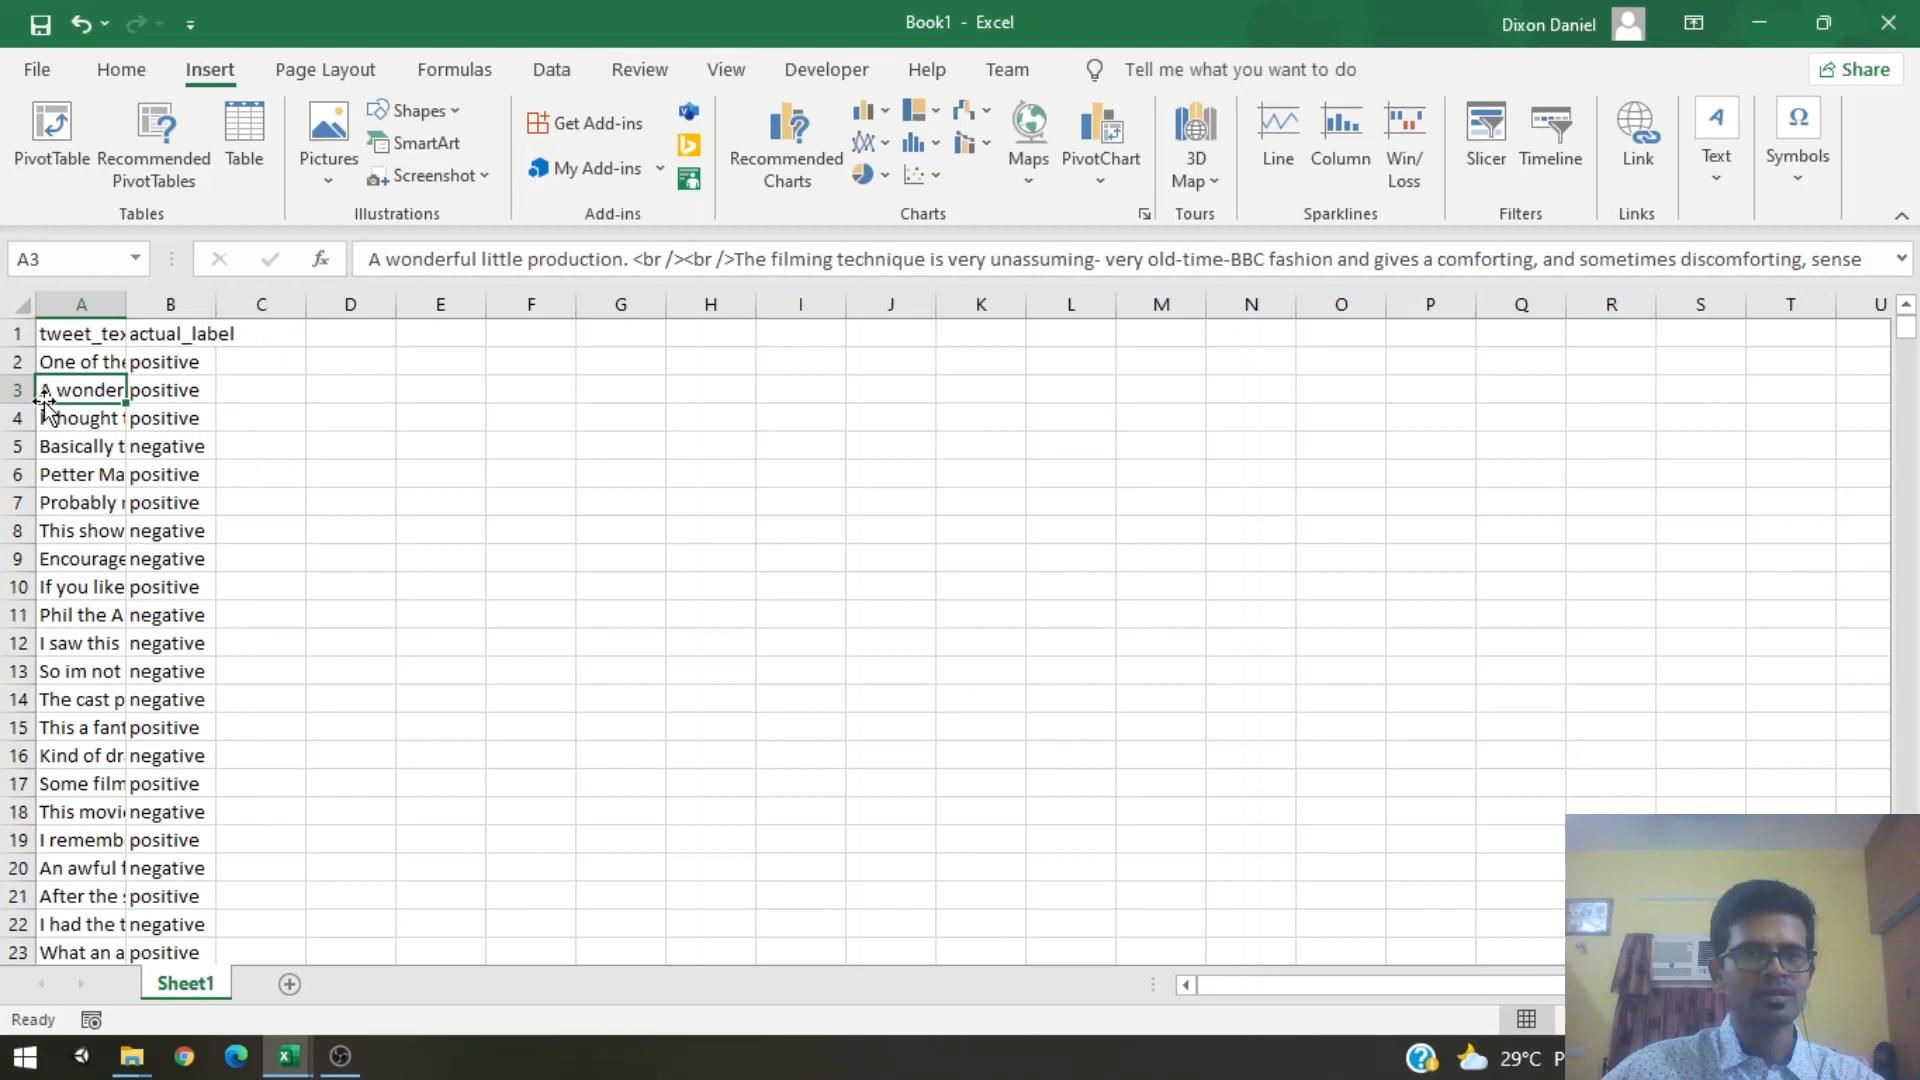 Book1 - Excel
Dixon Daniel
File Home Insert Page Layout Formulas Data Review View Developer Help Team Tell me what you want to do Share
PivotTable
Recommended
PivotTables
Table
Tables
Pictures
Shapes
SmartArt
Screenshot
Illustrations
Get Add-ins
My Add-ins
Add-ins
Recommended
Charts
Maps
PivotChart
Charts
3D
Map
Tours
Line
Column
Win/
Loss
Sparklines
Slicer
Timeline
Filters
Link
Links
Text
Symbols
A3 fx A wonderful little production. <br /><br />The filming technique is very unassuming- very old-time-BBC fashion and gives a comforting, and sometimes discomforting, sense
A B C D E F G H I J K L M N O P Q R S T U
1 tweet_tex actual_label
2 One of the positive
3 A wonder positive
4 I thought t positive
5 Basically t negative
6 Petter Ma positive
7 Probably r positive
8 This show negative
9 Encourage negative
10 If you like positive
11 Phil the A negative
12 I saw this negative
13 So im not negative
14 The cast p negative
15 This a fant positive
16 Kind of dr negative
17 Some film positive
18 This movi negative
19 I rememb positive
20 An awful f negative
21 After the s positive
22 I had the t negative
23 What an a positive
Sheet1
Ready
29°C P